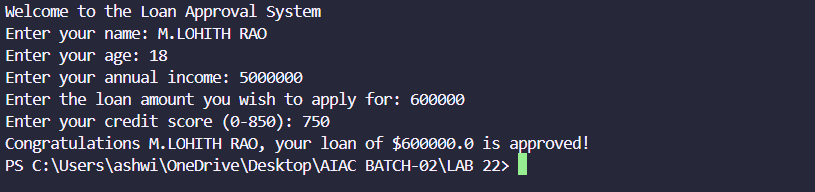 Welcome to the Loan Approval System
Enter your name: M.LOHITH RAO
Enter your age: 18
Enter your annual income: 5000000
Enter the loan amount you wish to apply for: 600000
Enter your credit score (0-850): 750
Congratulations M.LOHITH RAO, your loan of $600000.0 is approved!
PS C:\Users\ashwi\OneDrive\Desktop\AIAC BATCH-02\LAB 22>